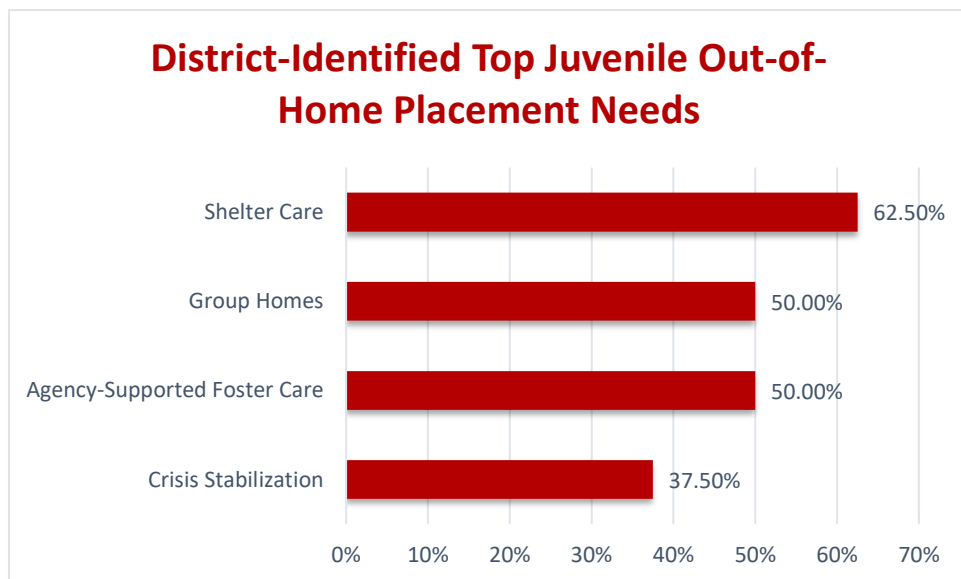 District-Identified Top Juvenile Out-of-
Home Placement Needs
Shelter Care
62.50%
Group Homes
50.00%
Agency-Supported Foster Care
50.00%
Crisis Stabilization
37.50%
0% 10% 20% 30% 40% 50% 60% 70%